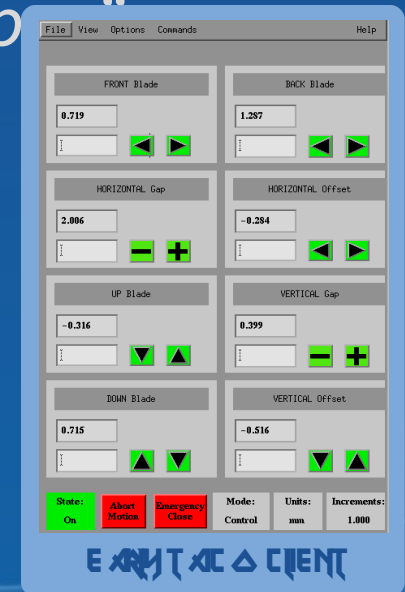 File View Options Commands Help
FRONT Blade BACK Blade
0.719 1.287
HORIZONTAL Gap HORIZONTAL Offset
2.006 -0.284
UP Blade VERTICAL Gap
-0.316 0.399
DOWN Blade VERTICAL Offset
0.715 -0.516
State: On
Abort Motion
Emergency Close
Mode: Control
Units: mm
Increments: 1.000
CLIENT